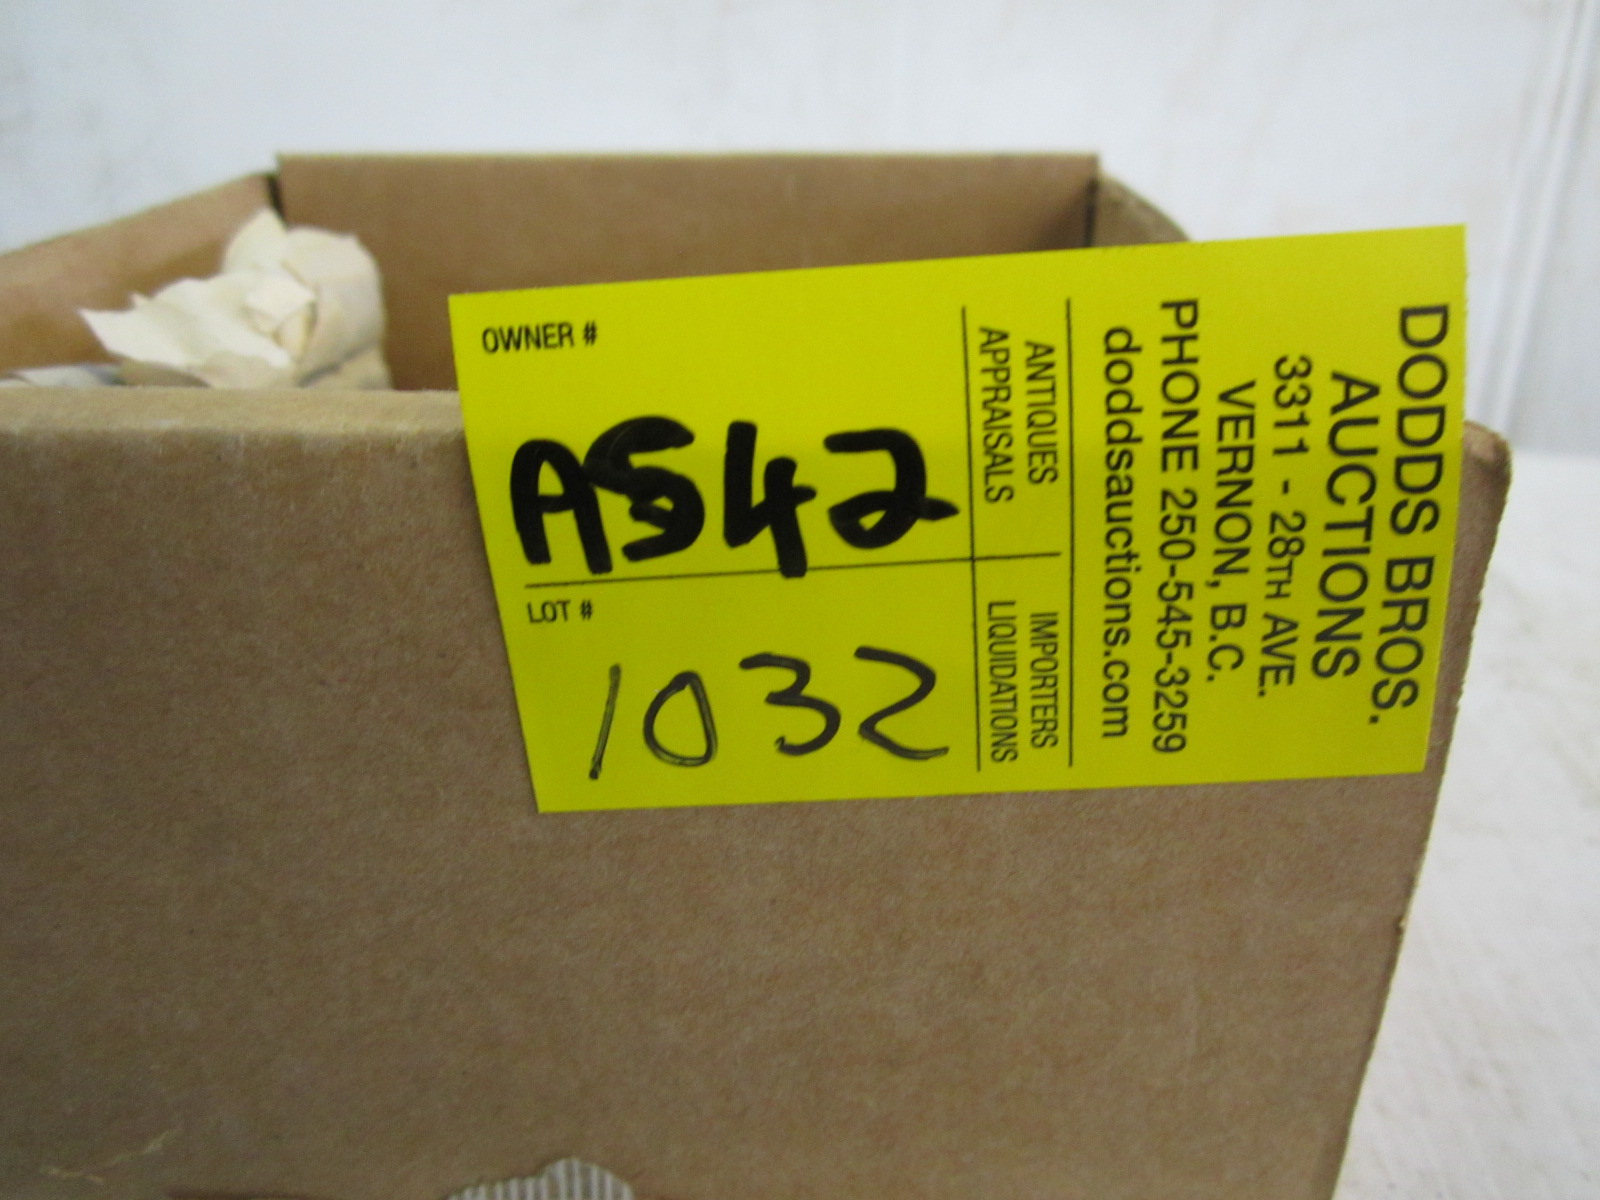 OWNER #
A542
LOT #
1032
ANTIQUES
APPRAISALS
IMPORTERS
LIQUIDATIONS
DODDS BROS.
AUCTIONS
3311 - 28TH AVE.
VERNON, B.C.
PHONE 250-545-3259
doddsauctions.com